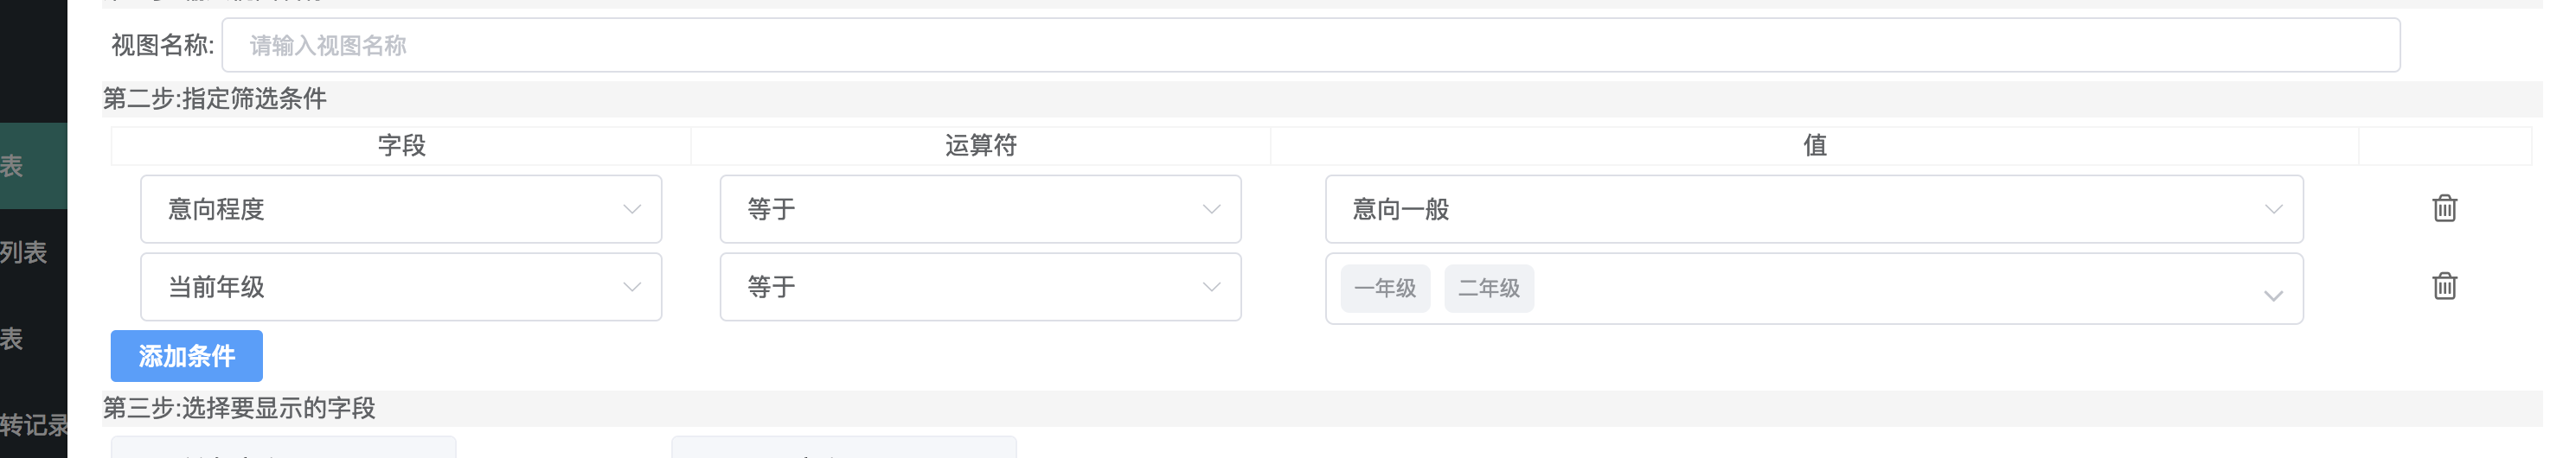 视图名称: 请输入视图名称
第二步:指定筛选条件
字段 运算符 值
表
意向程度 等于 意向一般
列表
当前年级 等于 一年级 二年级
表
添加条件
第三步:选择要显示的字段
转记录